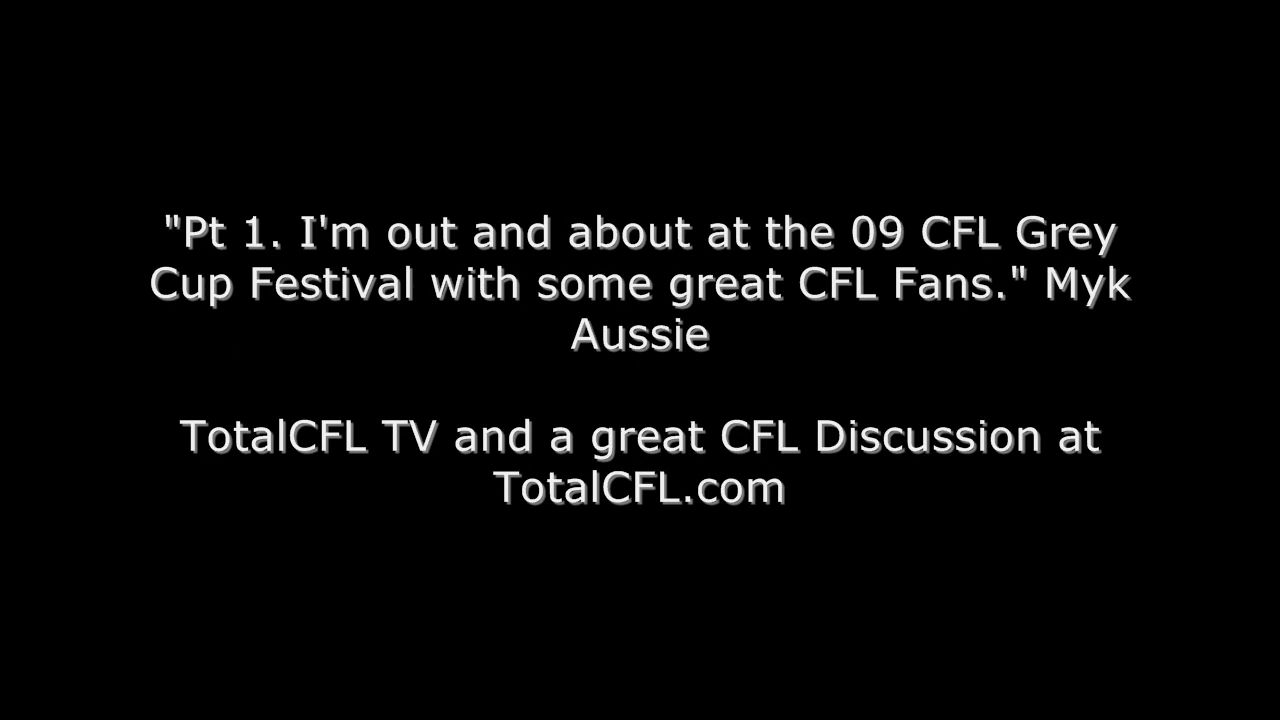 "Pt 1. I'm out and about at the 09 CFL Grey
Cup Festival with some great CFL Fans." Myk
Aussie
TotalCFL TV and a great CFL Discussion at
TotalCFL.com